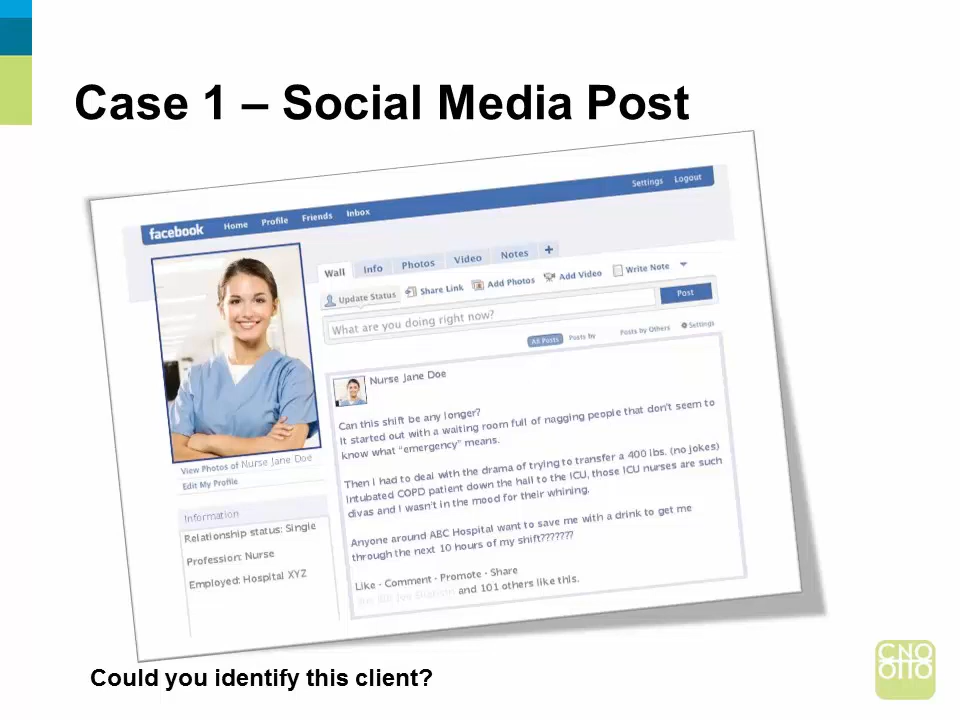 Case 1 – Social Media Post
facebook Home Profile Friends Inbox Settings Logout
Wall Info Photos Video Notes +
Update Status Share Link Add Photos Add Video Write Note
What are you doing right now? Post
All Posts Posts by Posts by Others Settings
Nurse Jane Doe
Can this shift be any longer?
It started out with a waiting room full of nagging people that don't seem to
know what "emergency" means.
Then I had to deal with the drama of trying to transfer a 400 lbs. (no jokes)
Intubated COPD patient down the hall to the ICU, those ICU nurses are such
divas and I wasn't in the mood for their whining.
Anyone around ABC Hospital want to save me with a drink to get me
through the next 10 hours of my shift???????
Like - Comment - Promote - Share
and 101 others like this.
View Photos of Nurse Jane Doe
Edit My Profile
Information
Relationship status: Single
Profession: Nurse
Employed: Hospital XYZ
Could you identify this client?
CNO
OIIO